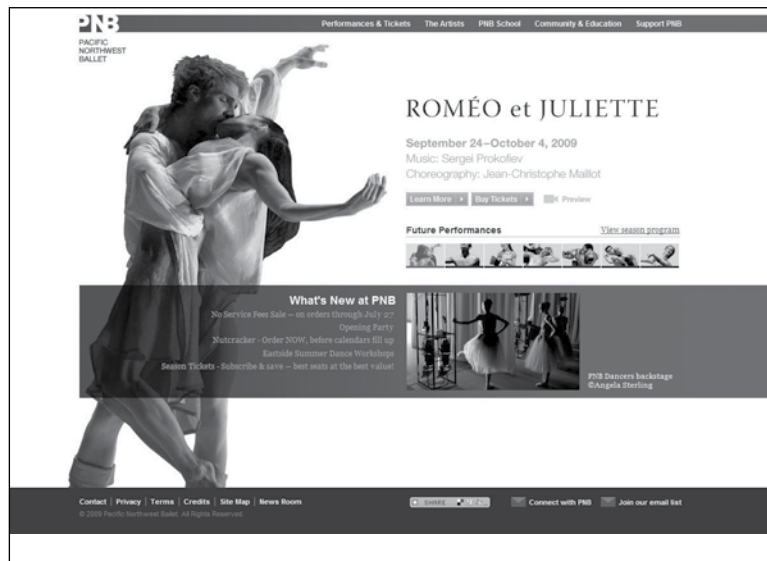 PNB
PACIFIC
NORTHWEST
BALLET
Performances & Tickets The Artists PNB School Community & Education Support PNB
ROMÉO et JULIETTE
September 24–October 4, 2009
Music: Sergei Prokofiev
Choreography: Jean-Christophe Maillot
Learn More Buy Tickets Preview
Future Performances View season program
What's New at PNB
No Service Fees Sale – on orders through July 27
Opening Party
Nutcracker - Order NOW, before calendars fill up
Eastside Summer Dance Workshops
Season Tickets - Subscribe & save – best seats at the best value!
PNB Dancers backstage
©Angela Sterling
Contact | Privacy | Terms | Credits | Site Map | News Room
SHARE
Connect with PNB Join our email list
© 2009 Pacific Northwest Ballet. All Rights Reserved.